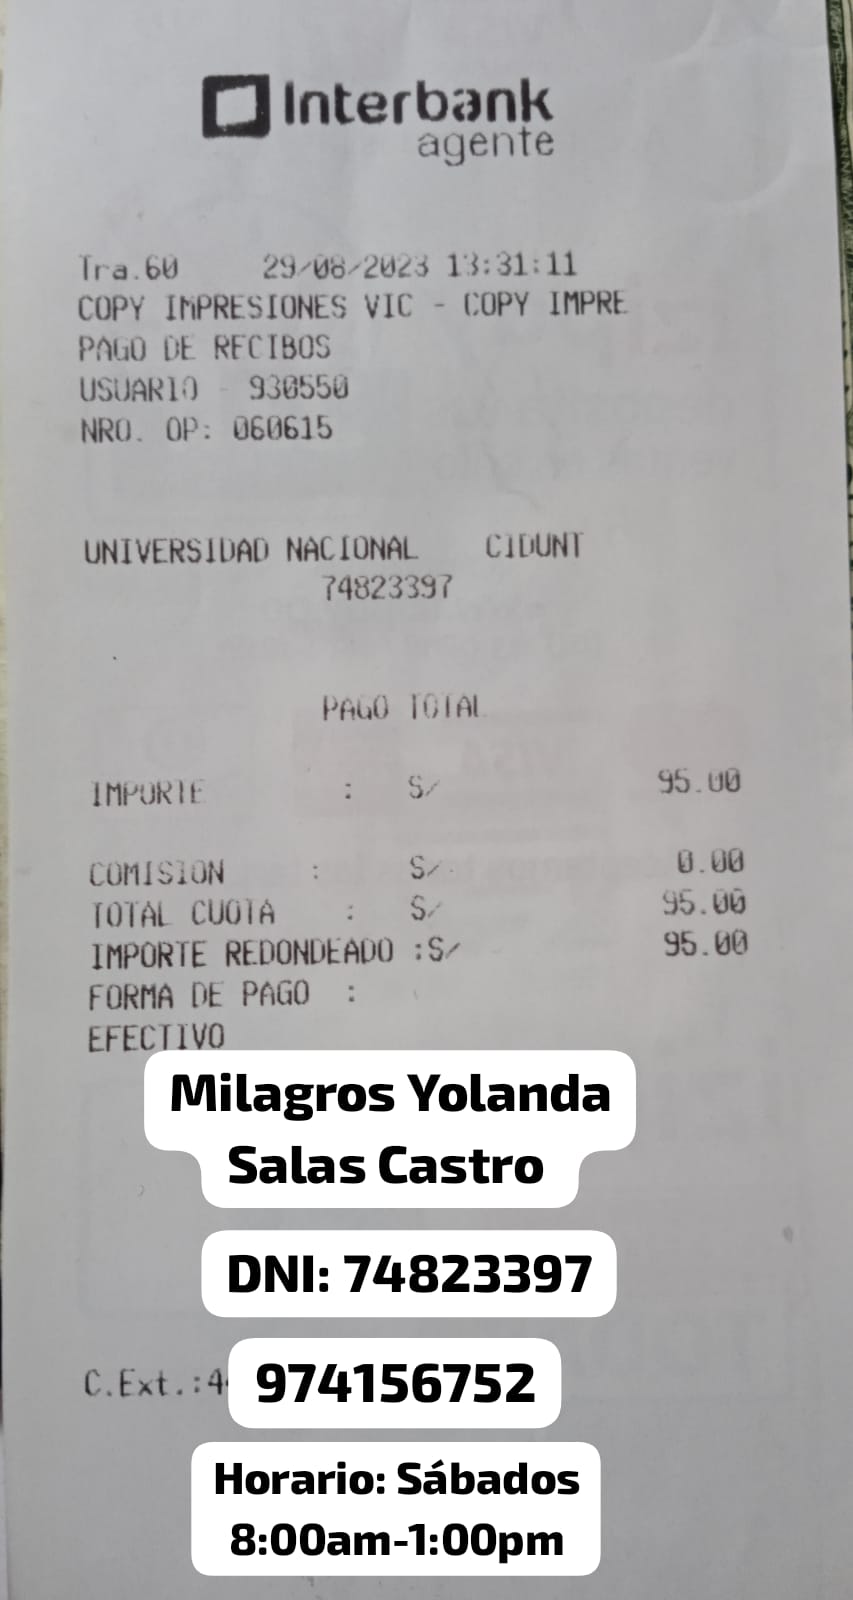 Interbank
agente
Tra.60 29/08/2023 13:31:11
COPY IMPRESIONES VIC - COPY IMPRE
PAGO DE RECIBOS
USUARIO - 930550
NRO. OP: 060615
UNIVERSIDAD NACIONAL CIDUNT
74823397
PAGO TOTAL
IMPORTE : S/ 95.00
COMISION : S/ 0.00
TOTAL CUOTA : S/ 95.00
IMPORTE REDONDEADO :S/ 95.00
FORMA DE PAGO :
EFECTIVO
Milagros Yolanda
Salas Castro
DNI: 74823397
C.Ext.:4
974156752
Horario: Sábados
8:00am-1:00pm